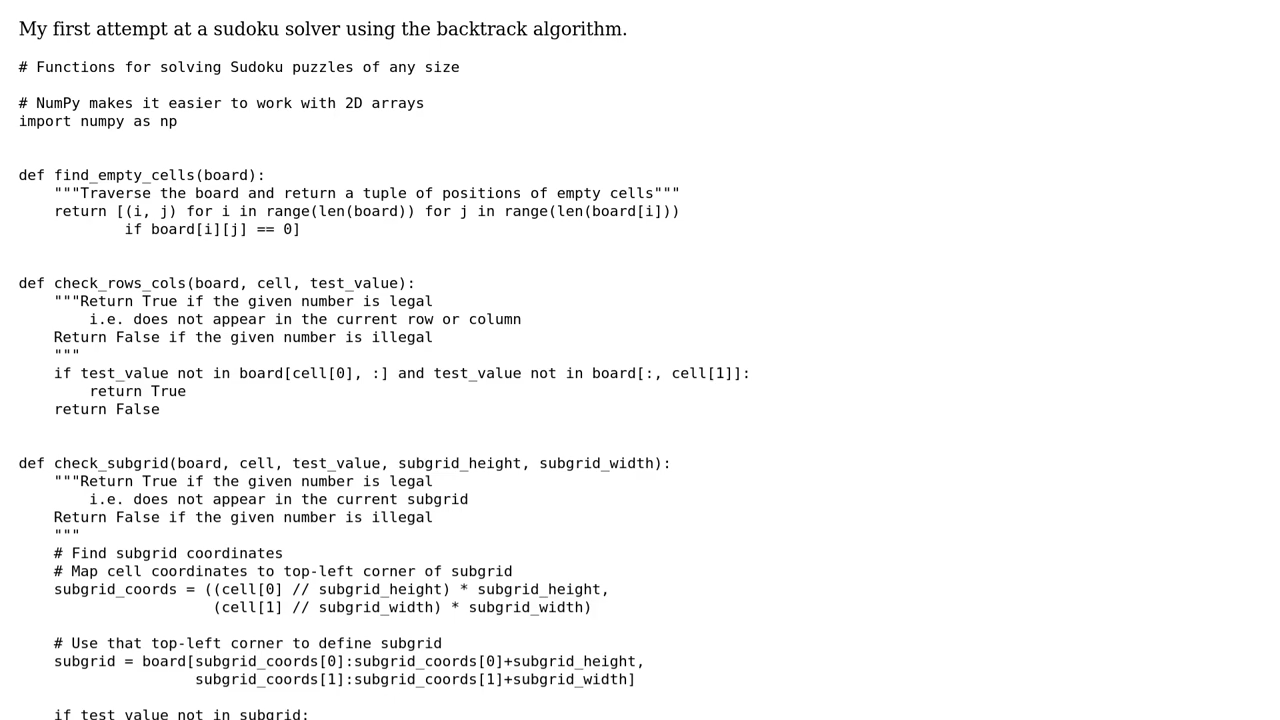 My first attempt at a sudoku solver using the backtrack algorithm.
# Functions for solving Sudoku puzzles of any size
# NumPy makes it easier to work with 2D arrays
import numpy as np
def find_empty_cells(board):
    """Traverse the board and return a tuple of positions of empty cells"""
    return [(i, j) for i in range(len(board)) for j in range(len(board[i]))
            if board[i][j] == 0]
def check_rows_cols(board, cell, test_value):
    """Return True if the given number is legal
        i.e. does not appear in the current row or column
    Return False if the given number is illegal
    """
    if test_value not in board[cell[0], :] and test_value not in board[:, cell[1]]:
        return True
    return False
def check_subgrid(board, cell, test_value, subgrid_height, subgrid_width):
    """Return True if the given number is legal
        i.e. does not appear in the current subgrid
    Return False if the given number is illegal
    """
    # Find subgrid coordinates
    # Map cell coordinates to top-left corner of subgrid
    subgrid_coords = ((cell[0] // subgrid_height) * subgrid_height,
                      (cell[1] // subgrid_width) * subgrid_width)
    # Use that top-left corner to define subgrid
    subgrid = board[subgrid_coords[0]:subgrid_coords[0]+subgrid_height,
                    subgrid_coords[1]:subgrid_coords[1]+subgrid_width]
    if test_value not in subgrid: